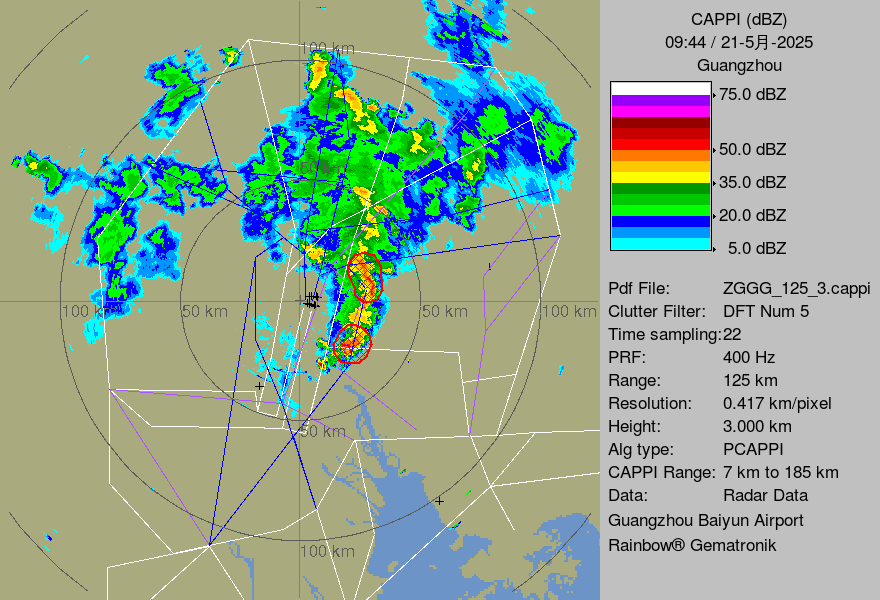 CAPPI (dBZ)
09:44 / 21-5月-2025
Guangzhou
75.0 dBZ
50.0 dBZ
35.0 dBZ
20.0 dBZ
5.0 dBZ
Pdf File: ZGGG_125_3.cappi
Clutter Filter: DFT Num 5
Time sampling:22
PRF: 400 Hz
Range: 125 km
Resolution: 0.417 km/pixel
Height: 3.000 km
Alg type: PCAPPI
CAPPI Range: 7 km to 185 km
Data: Radar Data
Guangzhou Baiyun Airport
Rainbow® Gematronik
100 km
100 km
50 km
50 km
100 km
50 km
100 km